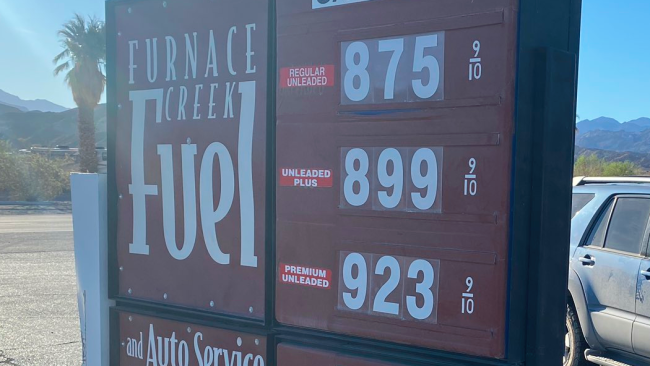 FURNACE
CREEK
Fuel
and Auto Service
REGULAR
UNLEADED
875 9/10
UNLEADED
PLUS
899 9/10
PREMIUM
UNLEADED
923 9/10